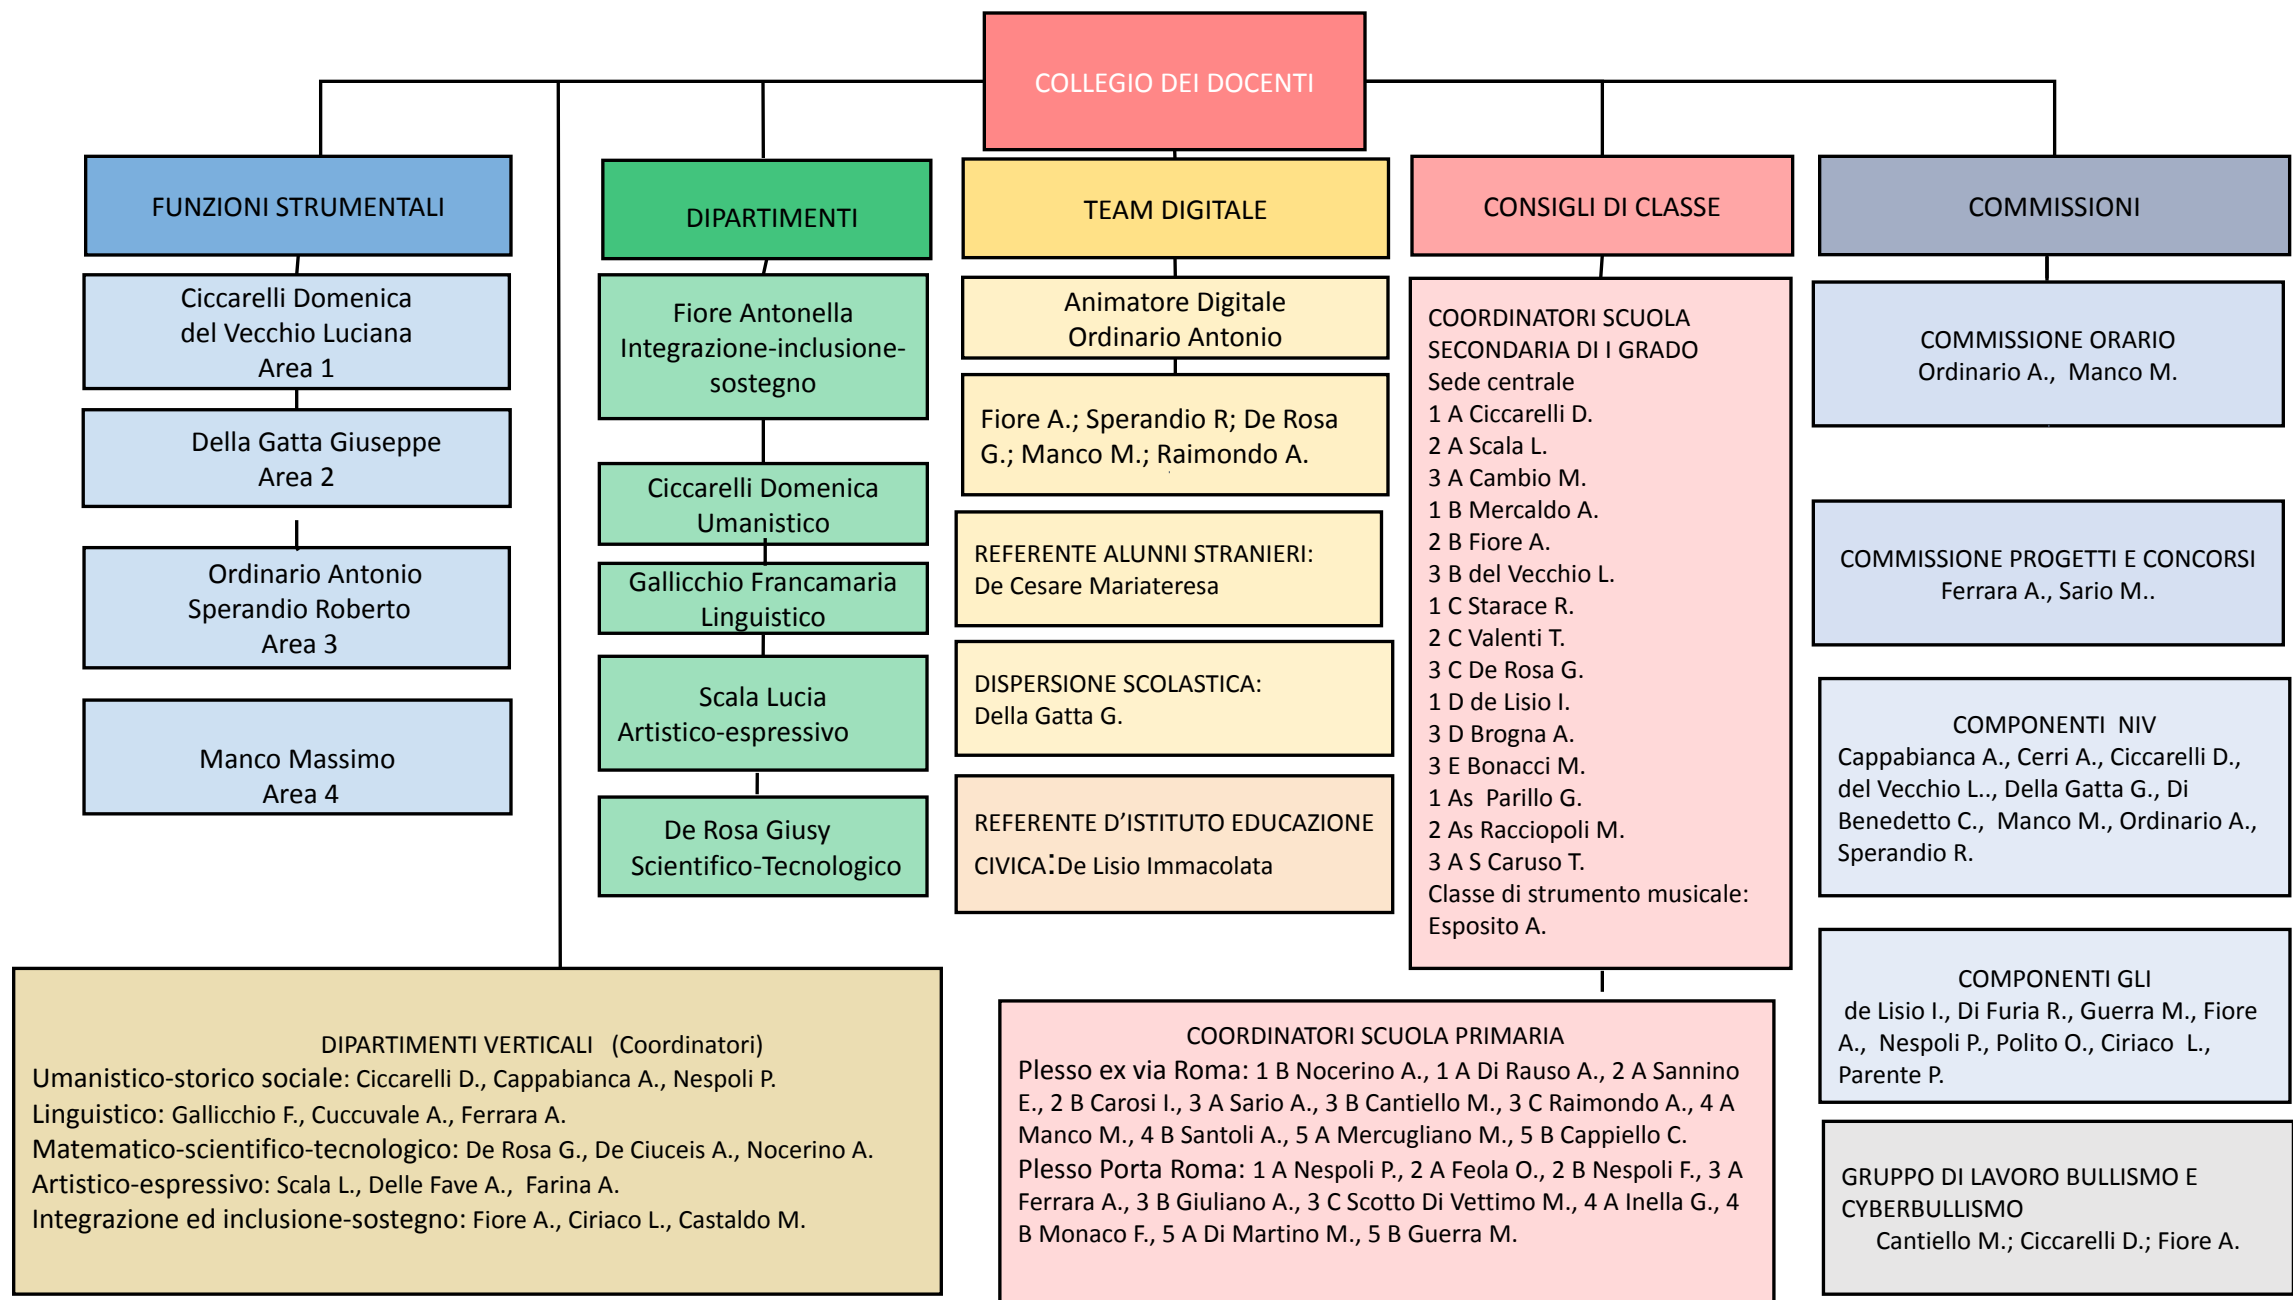 COLLEGIO DEI DOCENTI
FUNZIONI STRUMENTALI
Ciccarelli Domenica
del Vecchio Luciana
Area 1
Della Gatta Giuseppe
Area 2
Ordinario Antonio
Sperandio Roberto
Area 3
Manco Massimo
Area 4
DIPARTIMENTI
Fiore Antonella
Integrazione-inclusione-
sostegno
Ciccarelli Domenica
Umanistico
Gallicchio Francamaria
Linguistico
Scala Lucia
Artistico-espressivo
De Rosa Giusy
Scientifico-Tecnologico
TEAM DIGITALE
Animatore Digitale
Ordinario Antonio
Fiore A.; Sperandio R; De Rosa
G.; Manco M.; Raimondo A.
REFERENTE ALUNNI STRANIERI:
De Cesare Mariateresa
DISPERSIONE SCOLASTICA:
Della Gatta G.
REFERENTE D’ISTITUTO EDUCAZIONE
CIVICA:De Lisio Immacolata
CONSIGLI DI CLASSE
COORDINATORI SCUOLA
SECONDARIA DI I GRADO
Sede centrale
1 A Ciccarelli D.
2 A Scala L.
3 A Cambio M.
1 B Mercaldo A.
2 B Fiore A.
3 B del Vecchio L.
1 C Starace R.
2 C Valenti T.
3 C De Rosa G.
1 D de Lisio I.
3 D Brogna A.
3 E Bonacci M.
1 As Parillo G.
2 As Racciopoli M.
3 A S Caruso T.
Classe di strumento musicale:
Esposito A.
COMMISSIONI
COMMISSIONE ORARIO
Ordinario A., Manco M.
COMMISSIONE PROGETTI E CONCORSI
Ferrara A., Sario M..
COMPONENTI NIV
Cappabianca A., Cerri A., Ciccarelli D.,
del Vecchio L.., Della Gatta G., Di
Benedetto C., Manco M., Ordinario A.,
Sperandio R.
COMPONENTI GLI
de Lisio I., Di Furia R., Guerra M., Fiore
A., Nespoli P., Polito O., Ciriaco L.,
Parente P.
GRUPPO DI LAVORO BULLISMO E
CYBERBULLISMO
Cantiello M.; Ciccarelli D.; Fiore A.
DIPARTIMENTI VERTICALI (Coordinatori)
Umanistico-storico sociale: Ciccarelli D., Cappabianca A., Nespoli P.
Linguistico: Gallicchio F., Cuccuvale A., Ferrara A.
Matematico-scientifico-tecnologico: De Rosa G., De Ciuceis A., Nocerino A.
Artistico-espressivo: Scala L., Delle Fave A., Farina A.
Integrazione ed inclusione-sostegno: Fiore A., Ciriaco L., Castaldo M.
COORDINATORI SCUOLA PRIMARIA
Plesso ex via Roma: 1 B Nocerino A., 1 A Di Rauso A., 2 A Sannino
E., 2 B Carosi I., 3 A Sario A., 3 B Cantiello M., 3 C Raimondo A., 4 A
Manco M., 4 B Santoli A., 5 A Mercugliano M., 5 B Cappiello C.
Plesso Porta Roma: 1 A Nespoli P., 2 A Feola O., 2 B Nespoli F., 3 A
Ferrara A., 3 B Giuliano A., 3 C Scotto Di Vettimo M., 4 A Inella G., 4
B Monaco F., 5 A Di Martino M., 5 B Guerra M.